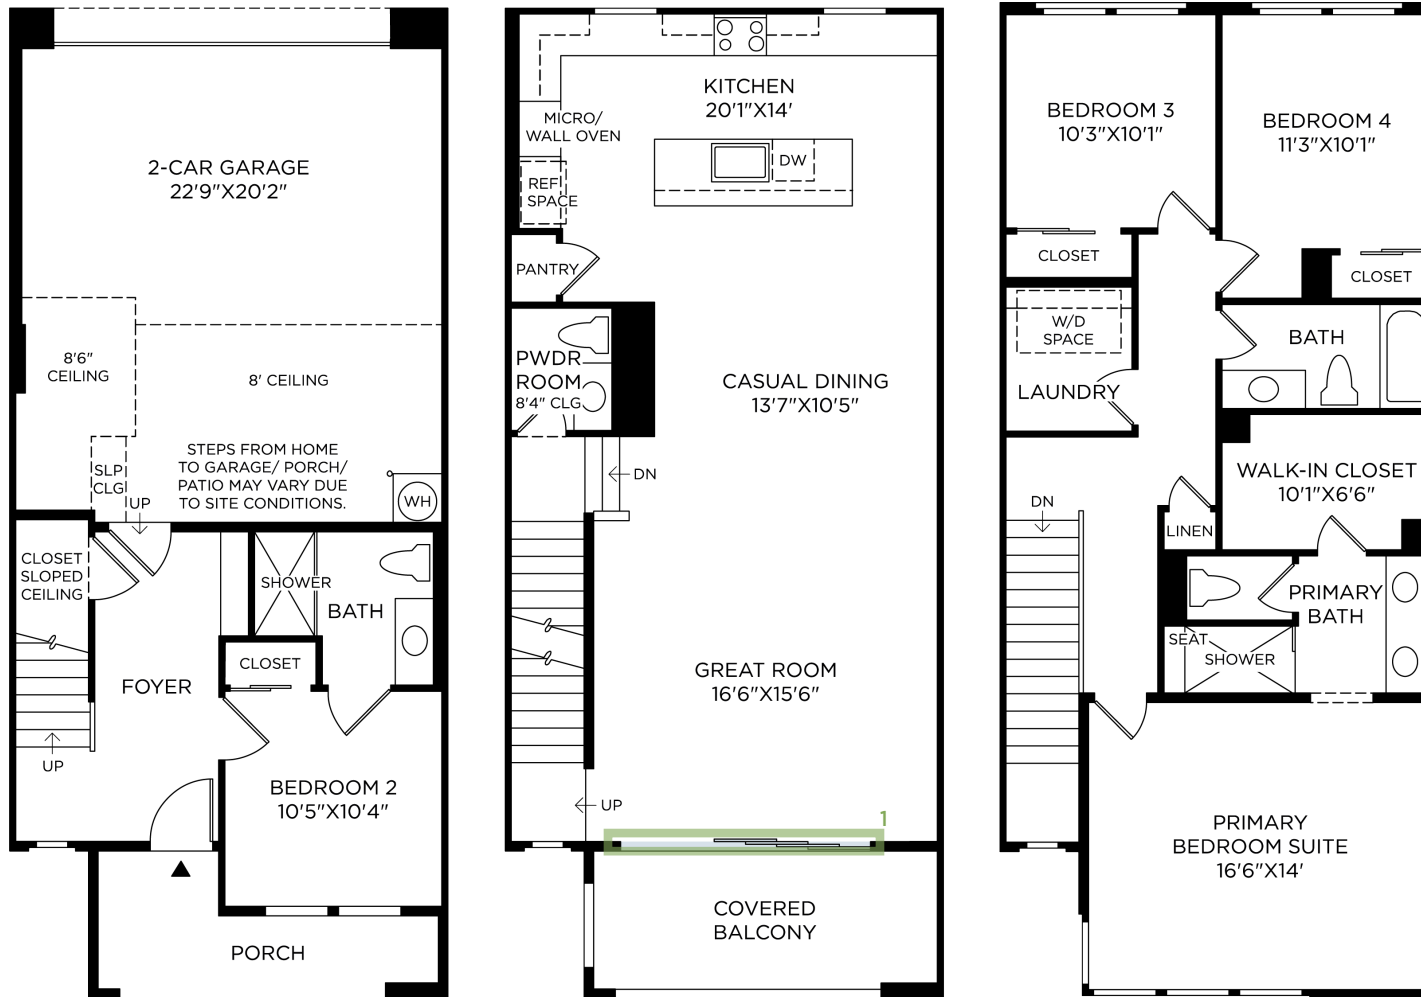 2-CAR GARAGE
22'9"X20'2"
8'6"
CEILING
8' CEILING
SLP
CLG
STEPS FROM HOME
TO GARAGE/ PORCH/
PATIO MAY VARY DUE
TO SITE CONDITIONS.
UP
WH
CLOSET
SLOPED
CEILING
SHOWER
BATH
CLOSET
FOYER
UP
BEDROOM 2
10'5"X10'4"
PORCH
KITCHEN
20'1"X14'
MICRO/
WALL OVEN
DW
REF
SPACE
PANTRY
PWDR
ROOM
8'4" CLG
CASUAL DINING
13'7"X10'5"
DN
GREAT ROOM
16'6"X15'6"
UP
1
COVERED
BALCONY
BEDROOM 3
10'3"X10'1"
BEDROOM 4
11'3"X10'1"
CLOSET
CLOSET
W/D
SPACE
LAUNDRY
BATH
WALK-IN CLOSET
10'1"X6'6"
DN
LINEN
PRIMARY
BATH
SEAT
SHOWER
PRIMARY
BEDROOM SUITE
16'6"X14'